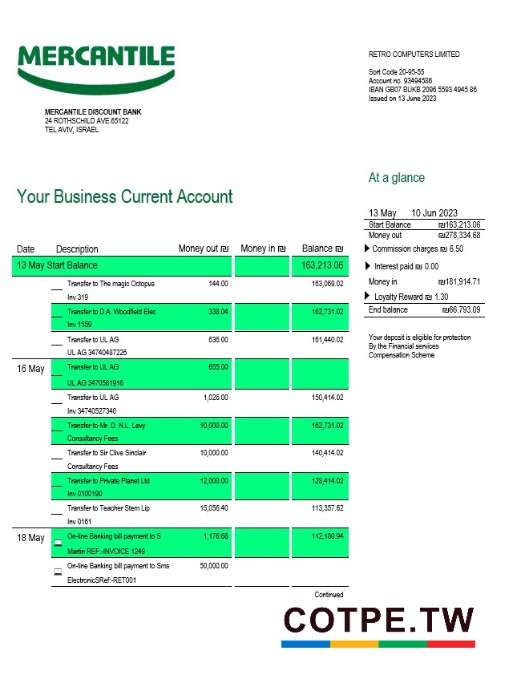 MERCANTILE
MERCANTILE DISCOUNT BANK
24 ROTHSCHILD AVE.65122
TEL AVIV, ISRAEL
RETRO COMPUTERS LIMITED
Sort Code 20-95-55
Account no. 93494586
IBAN GB07 BUKB 2096 5593 4945 86
Issued on 13 June 2023
Your Business Current Account
At a glance
13 May 10 Jun 2023
Start Balance ₪163,213.06
Money out ₪278,334.68
Commission charges ₪ 6.50
Interest paid ₪ 0.00
Money in ₪181,914.71
Loyalty Reward ₪ 1.30
End balance ₪66.793.09
Your deposit is eligible for protection
By the Financial services
Compensation Scheme
Date Description Money out ₪ Money in ₪ Balance ₪
13 May Start Balance 163,213.06
Transfer to The magic Octopus 144.00 163,069.02
Inv 319
Transfer to D.A. Woodfield Elec 338.04 162,731.02
Inv 1559
Transfer to UL AG 636.00 161,440.02
UL AG 34740487226
16 May Transfer to UL AG 655.00
UL AG 3470581916
Transfer to UL AG 1,026.00 150,414.02
Inv 34740527340
Transfer to Mr. O. N.L. Levy 10,000.00 162,731.02
Consultancy Fees
Transfer to Sir Clive Sinclair 10,000.00 140,414.02
Consultancy Fees
Transfer to Private Planet Ltd 12,000.00 128,414.02
Inv 0100190
Transfer to Teacher Stem Lip 15,056.40 113,357.62
Inv 0161
18 May On-line Banking bill payment to S 1,176.68 112,180.94
Martin REF:-INVOICE 1249
On-line Banking bill payment to Sms 50,000.00
ElectronicSRef:-RET001
Continued
COTPE.TW